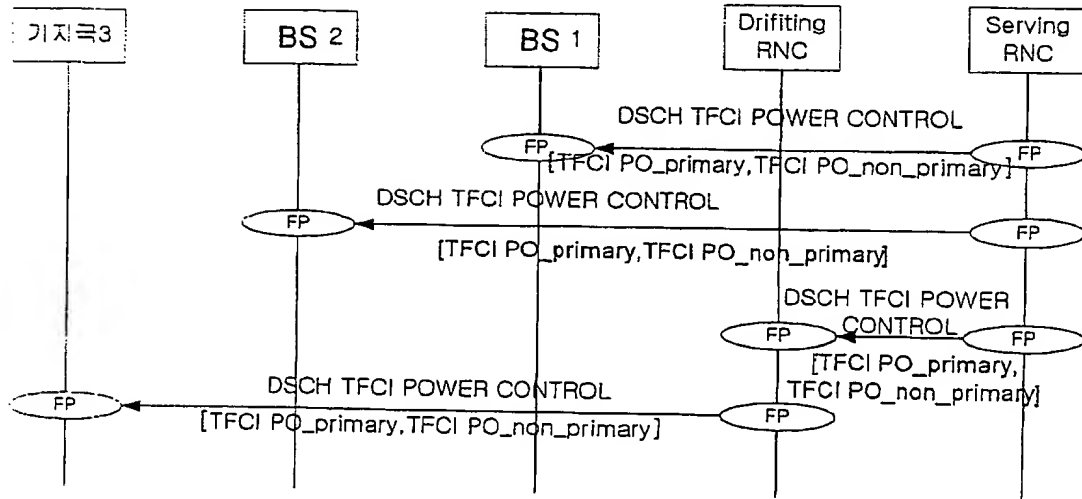 기지국3
BS 2
BS 1
Drifiting
RNC
Serving
RNC
DSCH TFCI POWER CONTROL
FP
FP
[TFCI PO_primary,TFCI PO_non_primary]
DSCH TFCI POWER CONTROL
FP
FP
[TFCI PO_primary,TFCI PO_non_primary]
DSCH TFCI POWER
CONTROL
FP
FP
[TFCI PO_primary,
TFCI PO_non_primary]
DSCH TFCI POWER CONTROL
FP
FP
[TFCI PO_primary,TFCI PO_non_primary]